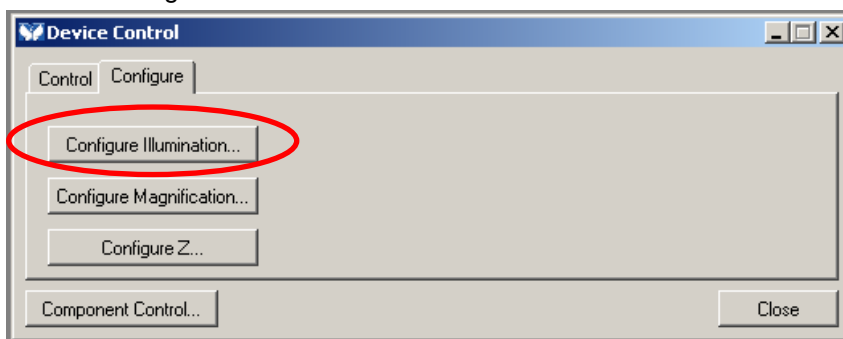 Device Control
Control Configure
Configure Illumination...
Configure Magnification...
Configure Z...
Component Control... Close